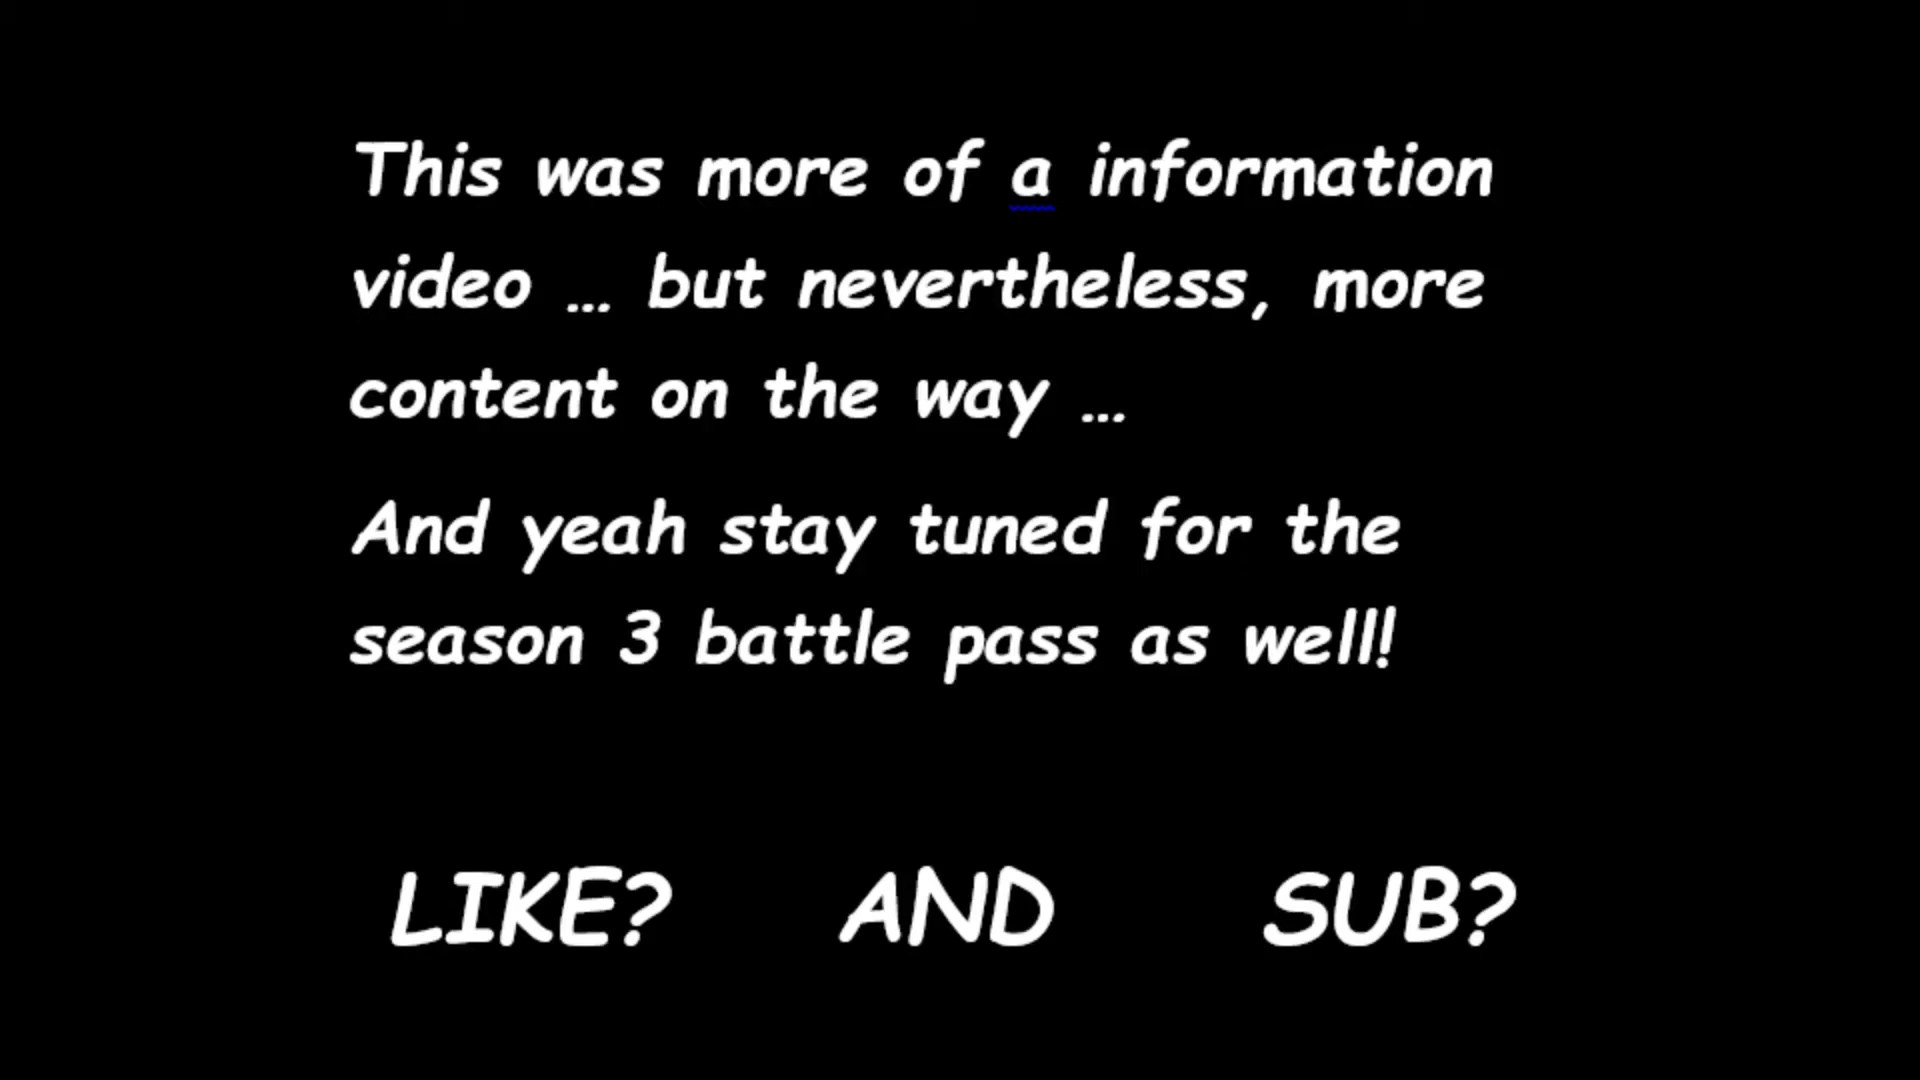 This was more of a information
video … but nevertheless, more
content on the way …
And yeah stay tuned for the
season 3 battle pass as well!
LIKE? AND SUB?